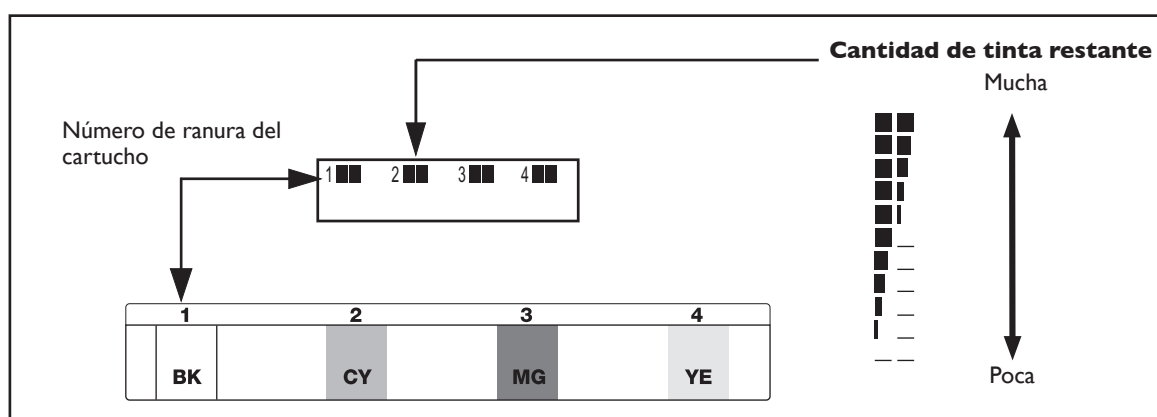 Cantidad de tinta restante
Mucha
Número de ranura del
cartucho
1 2 3 4
1 2 3 4
BK CY MG YE
Poca